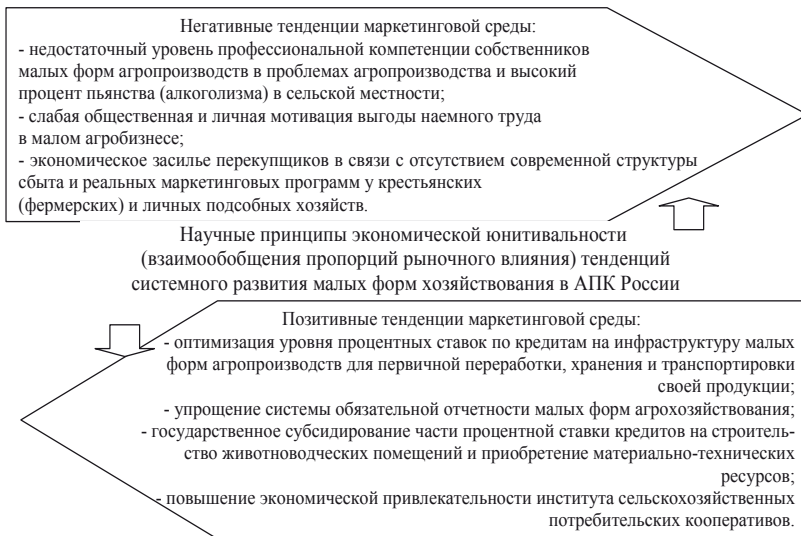 Негативные тенденции маркетинговой среды:
- недостаточный уровень профессиональной компетенции собственников
малых форм агропроизводств в проблемах агропроизводства и высокий
процент пьянства (алкоголизма) в сельской местности;
- слабая общественная и личная мотивация выгоды наемного труда
в малом агробизнесе;
- экономическое засилье перекупщиков в связи с отсутствием современной структуры
сбыта и реальных маркетинговых программ у крестьянских
(фермерских) и личных подсобных хозяйств.
Научные принципы экономической юнитивальности
(взаимообобщения пропорций рыночного влияния) тенденций
системного развития малых форм хозяйствования в АПК России
Позитивные тенденции маркетинговой среды:
- оптимизация уровня процентных ставок по кредитам на инфраструктуру малых
форм агропроизводств для первичной переработки, хранения и транспортировки
своей продукции;
- упрощение системы обязательной отчетности малых форм агрохозяйствования;
- государственное субсидирование части процентной ставки кредитов на строитель-
ство животноводческих помещений и приобретение материально-технических
ресурсов;
- повышение экономической привлекательности института сельскохозяйственных
потребительских кооперативов.